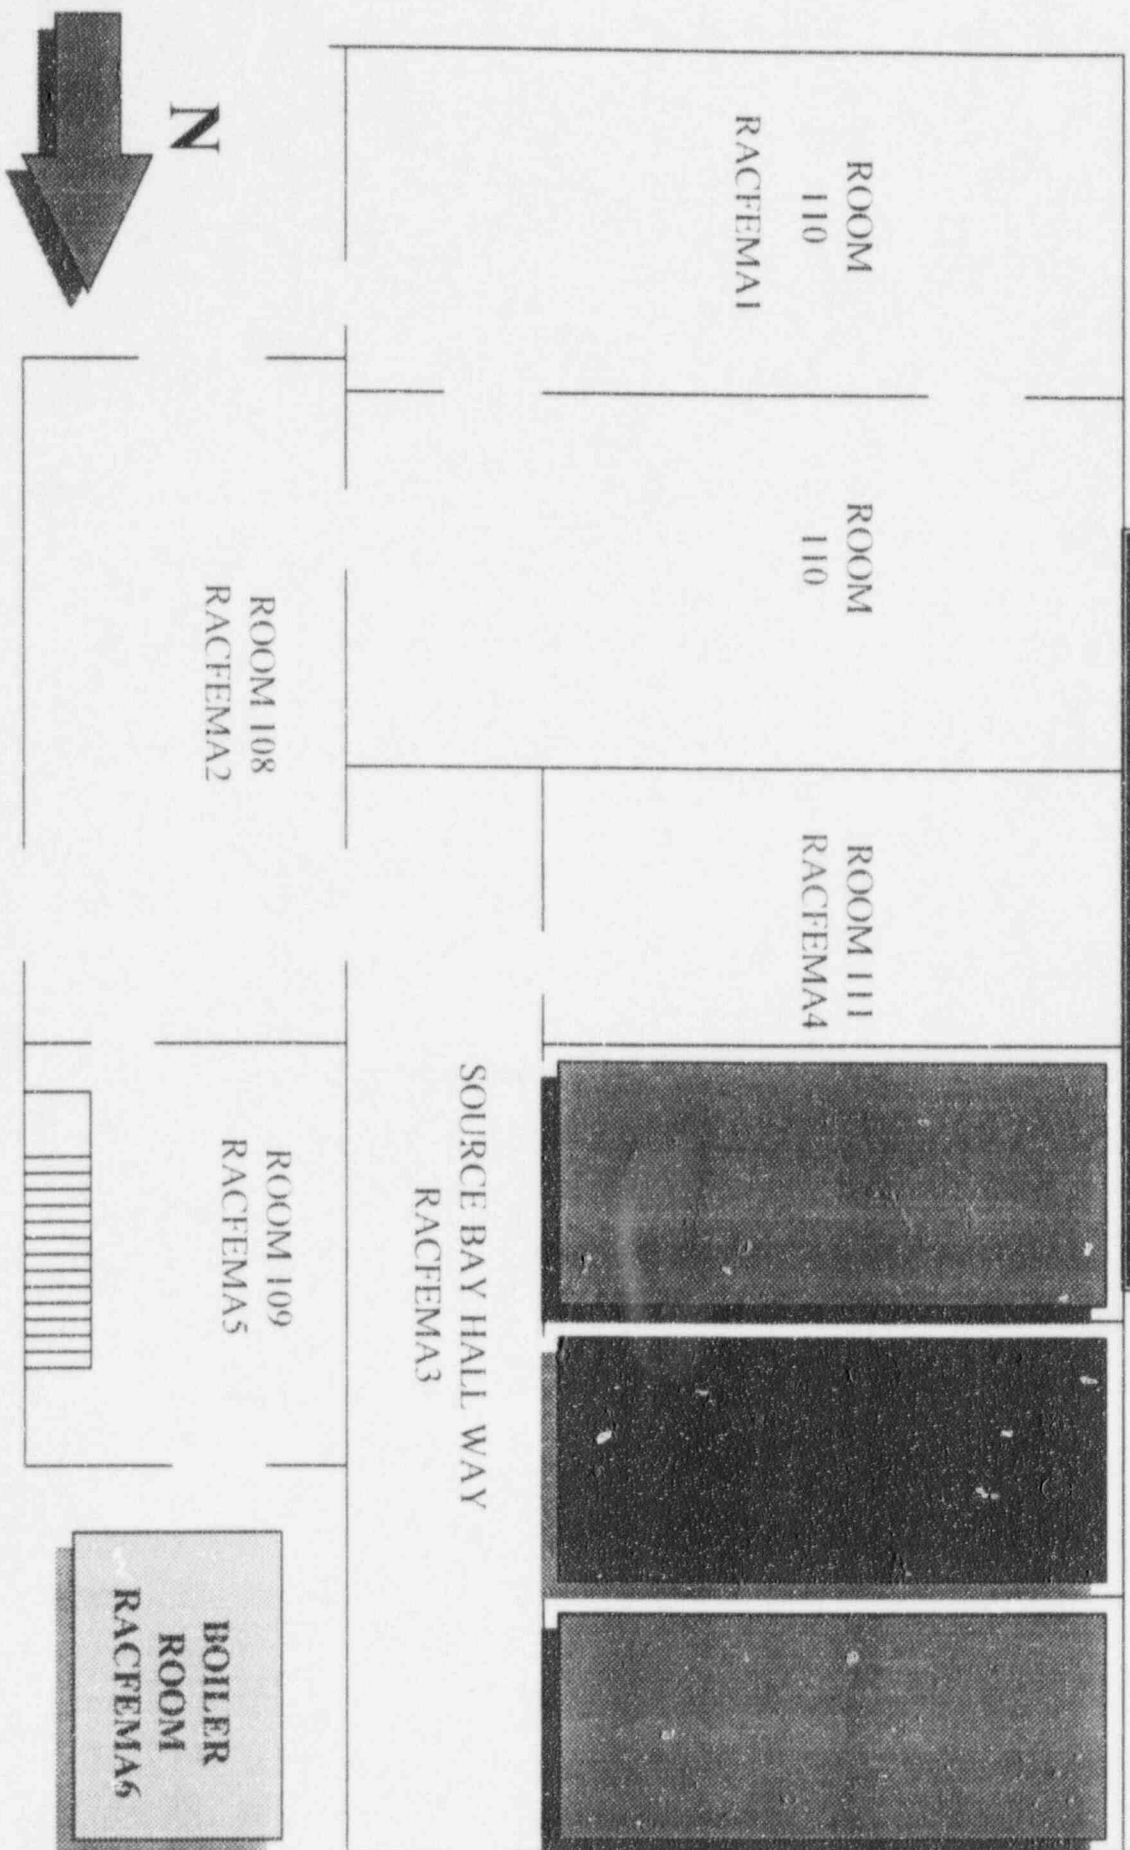 N
ROOM
110
RACFEMA1
ROOM
110
ROOM 111
RACFEMA4
ROOM 108
RACFEMA2
SOURCE BAY HALL WAY
RACFEMA3
ROOM 109
RACFEMA5
BOILER
ROOM
RACFEMA6